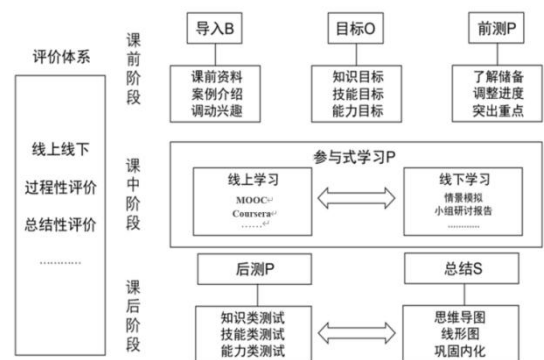 评价体系
线上线下
过程性评价
总结性评价
…………
课前阶段
导入B
课前资料
案例介绍
调动兴趣
目标O
知识目标
技能目标
能力目标
前测P
了解储备
调整进度
突出重点
课中阶段
参与式学习P
线上学习
MOOC
Coursera
……
线下学习
情景模拟
小组研讨报告
…………
课后阶段
后测P
知识类测试
技能类测试
能力类测试
总结S
思维导图
线形图
巩固内化